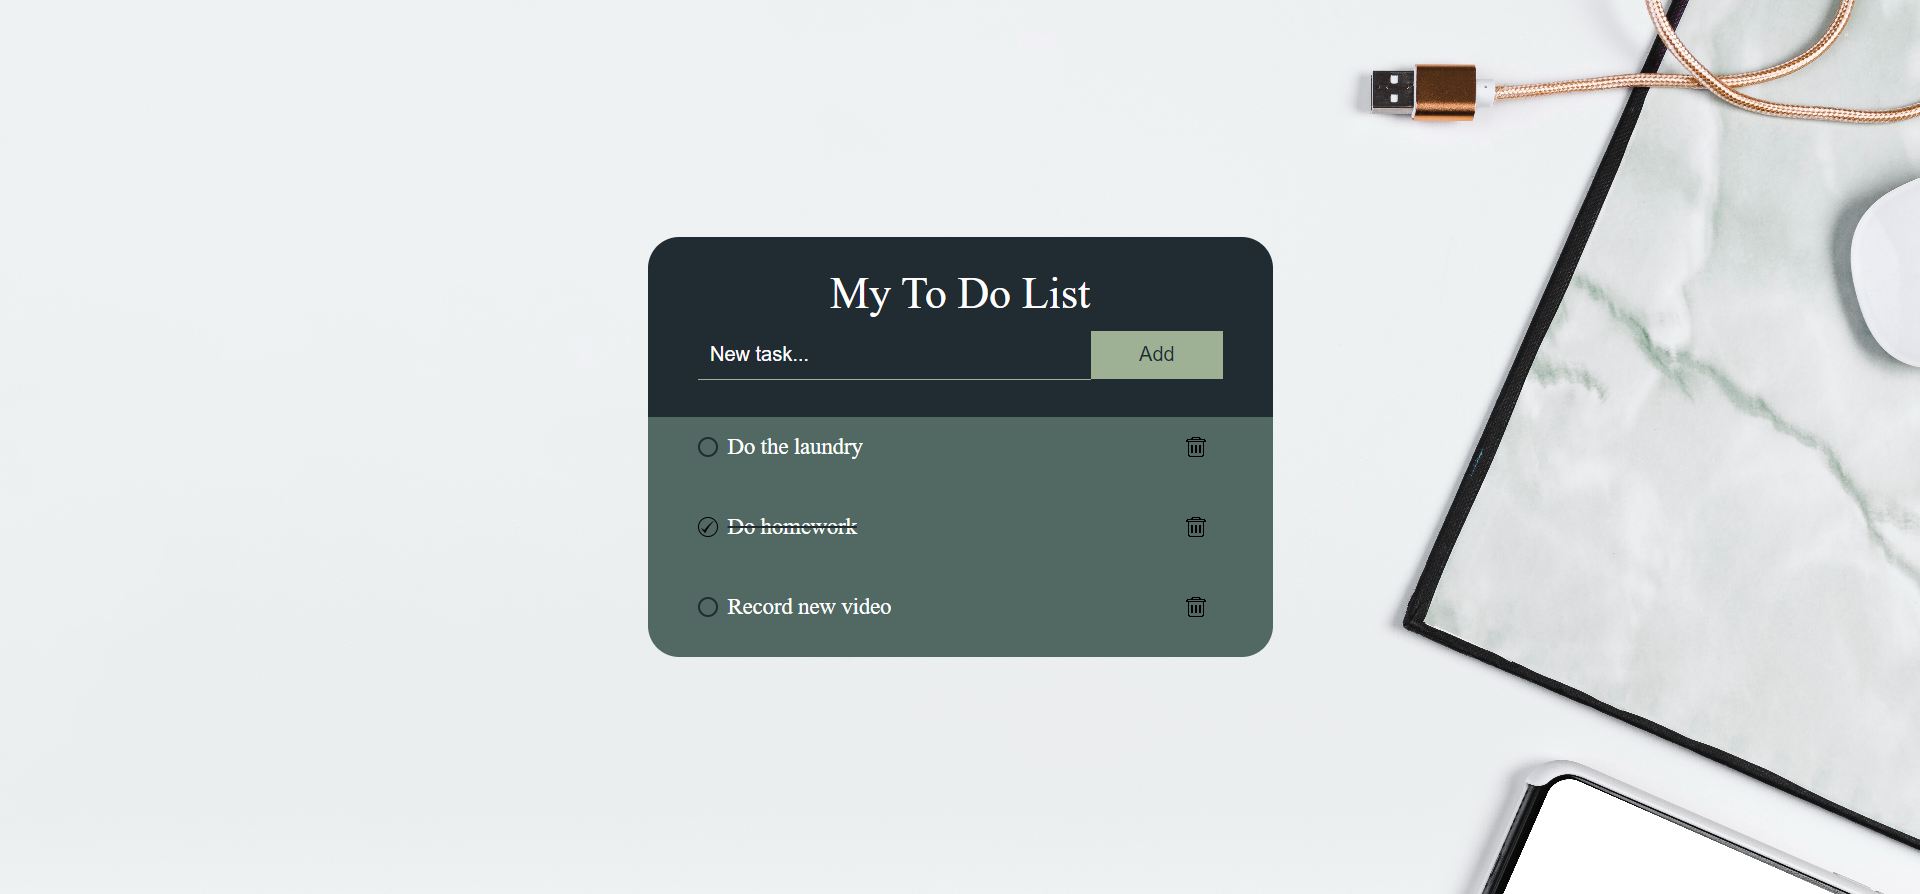 My To Do List
New task...
Add
Do the laundry
Do homework
Record new video